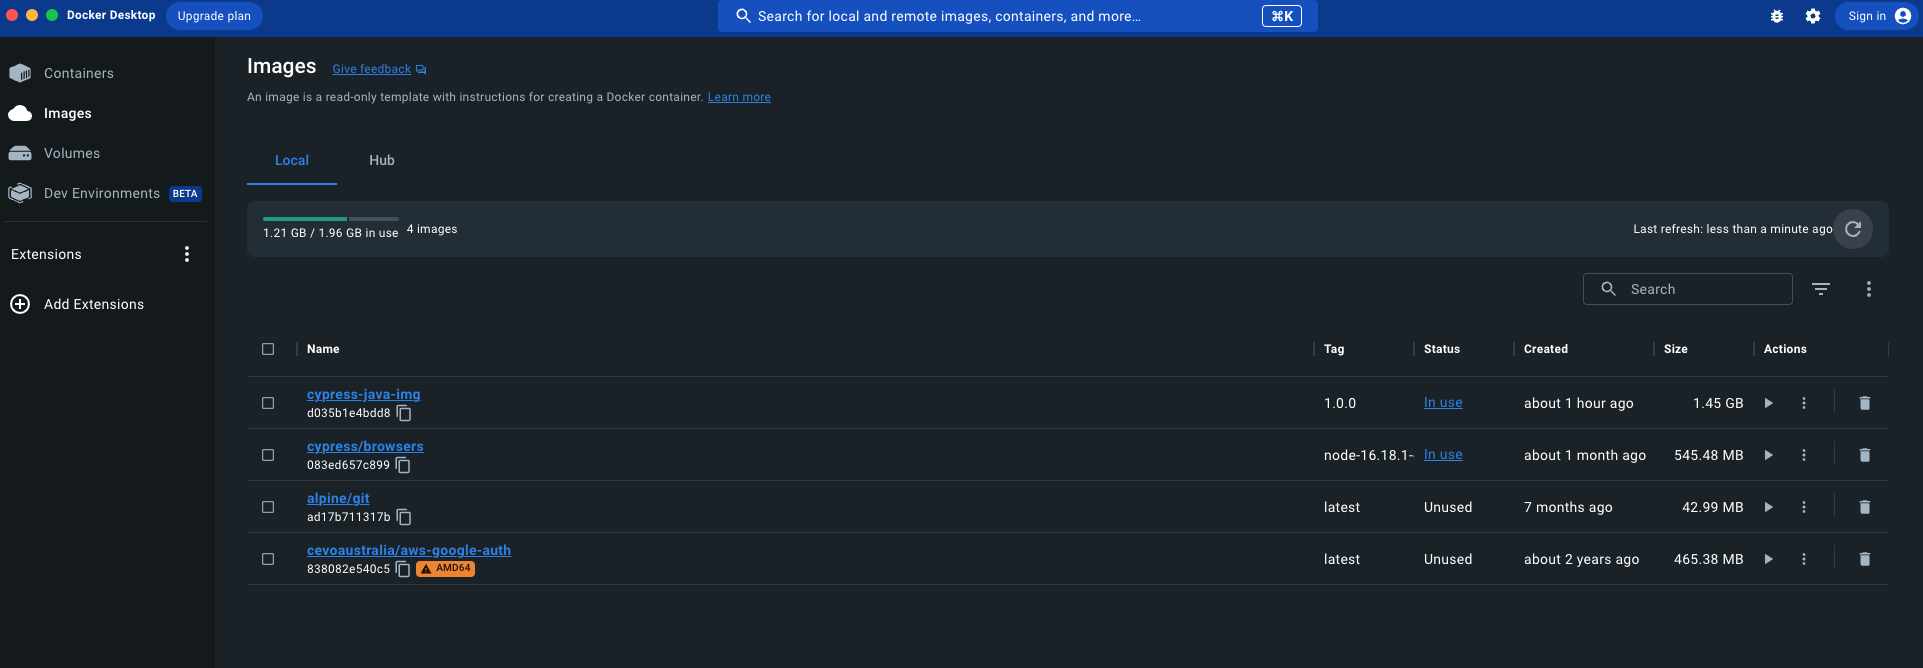 Docker Desktop Upgrade plan Search for local and remote images, containers, and more... ⌘K Sign in
Containers
Images
Volumes
Dev Environments BETA
Extensions
Add Extensions
Images Give feedback
An image is a read-only template with instructions for creating a Docker container. Learn more
Local Hub
1.21 GB / 1.96 GB in use 4 images Last refresh: less than a minute ago
Search
Name Tag Status Created Size Actions
cypress-java-img 1.0.0 In use about 1 hour ago 1.45 GB
d035b1e4bdd8
cypress/browsers node-16.18.1- In use about 1 month ago 545.48 MB
083ed657c899
alpine/git latest Unused 7 months ago 42.99 MB
ad17b711317b
cevoaustralia/aws-google-auth latest Unused about 2 years ago 465.38 MB
838082e540c5 AMD64